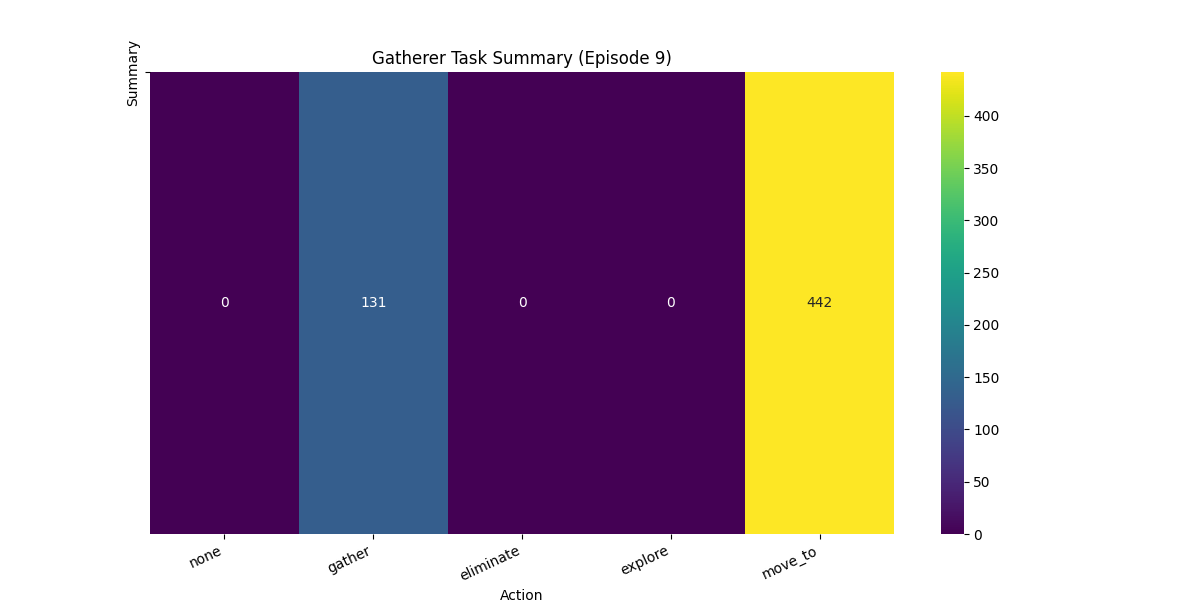 Gatherer Task Summary (Episode 9)
Summary
0 131 0 0 442
none gather eliminate explore move_to
Action
400
350
300
250
200
150
100
50
0